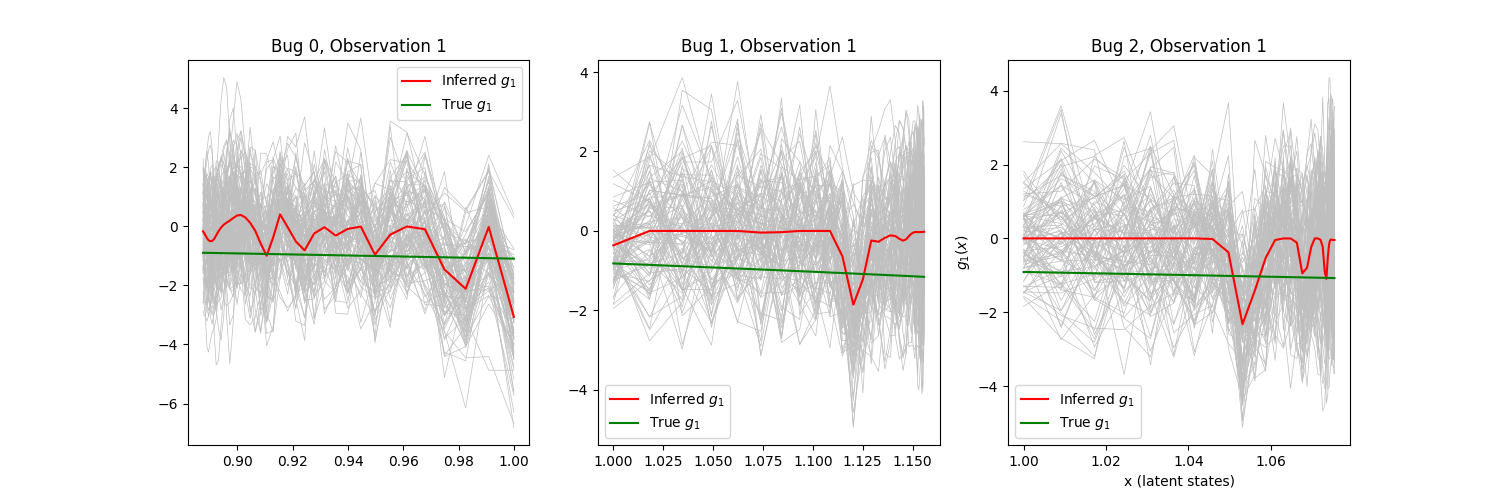 Bug 0, Observation 1
Inferred g₁
True g₁
4
2
0
−2
−4
−6
0.90 0.92 0.94 0.96 0.98 1.00
Bug 1, Observation 1
4
2
0
−2
−4
Inferred g₁
True g₁
1.000 1.025 1.050 1.075 1.100 1.125 1.150
Bug 2, Observation 1
g₁(x)
4
2
0
−2
−4
Inferred g₁
True g₁
1.00 1.02 1.04 1.06
x (latent states)